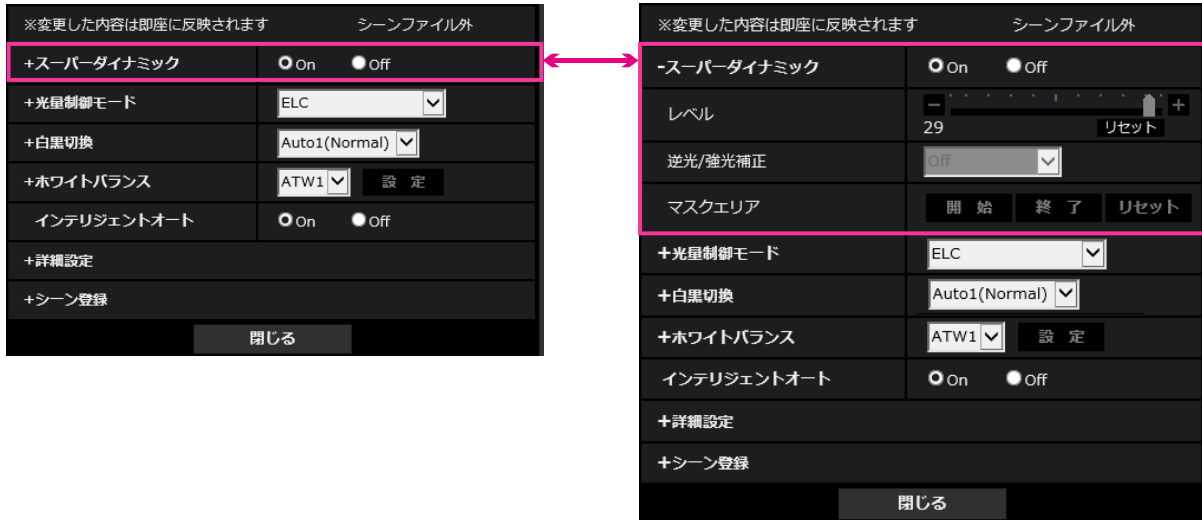 ※変更した内容は即座に反映されます シーンファイル外
+スーパーダイナミック On Off
+光量制御モード ELC
+白黒切換 Auto1(Normal)
+ホワイトバランス ATW1 設 定
インテリジェントオート On Off
+詳細設定
+シーン登録
閉じる
※変更した内容は即座に反映されます シーンファイル外
-スーパーダイナミック On Off
レベル - +
29 リセット
逆光/強光補正 Off
マスクエリア 開 始 終 了 リセット
+光量制御モード ELC
+白黒切換 Auto1(Normal)
+ホワイトバランス ATW1 設 定
インテリジェントオート On Off
+詳細設定
+シーン登録
閉じる